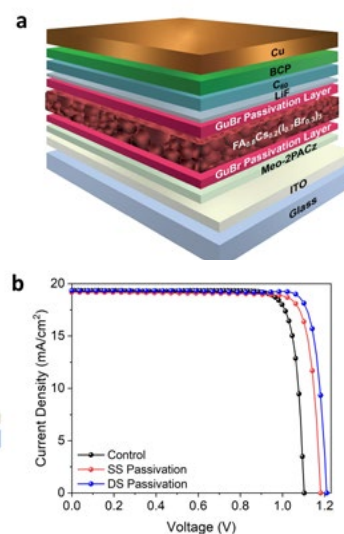 a
Cu
BCP
C60
LiF
GuBr Passivation Layer
FA0.8Cs0.2(I0.7Br0.3)3
GuBr Passivation Layer
Meo-2PACz
ITO
Glass
b
Current Density (mA/cm²)
20
15
10
5
0
Control
SS Passivation
DS Passivation
0.0 0.2 0.4 0.6 0.8 1.0 1.2
Voltage (V)